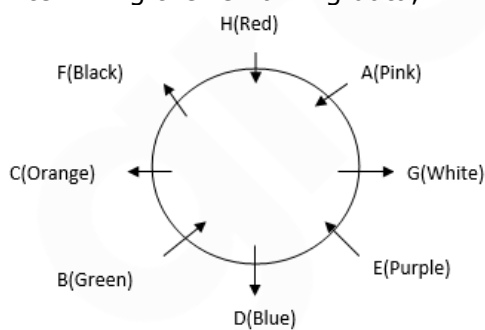 H(Red)
F(Black)
A(Pink)
C(Orange)
G(White)
B(Green)
E(Purple)
D(Blue)